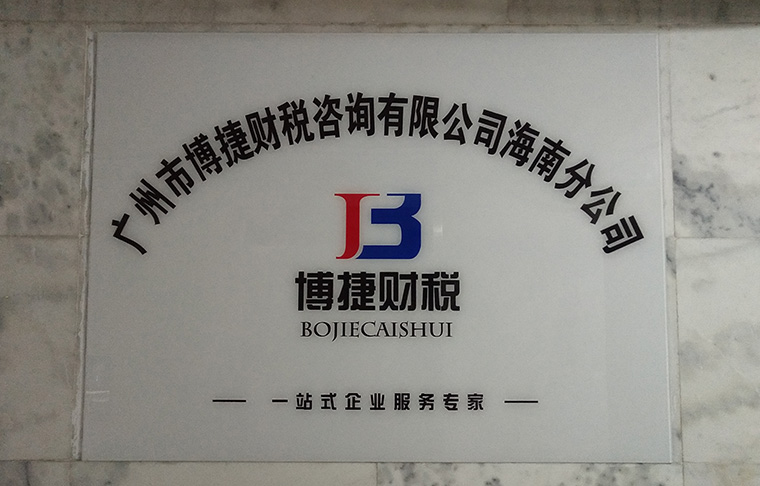 广州市博捷财税咨询有限公司海南分公司
JB
博捷财税
BOJIECAISHUI
— 一站式企业服务专家 —